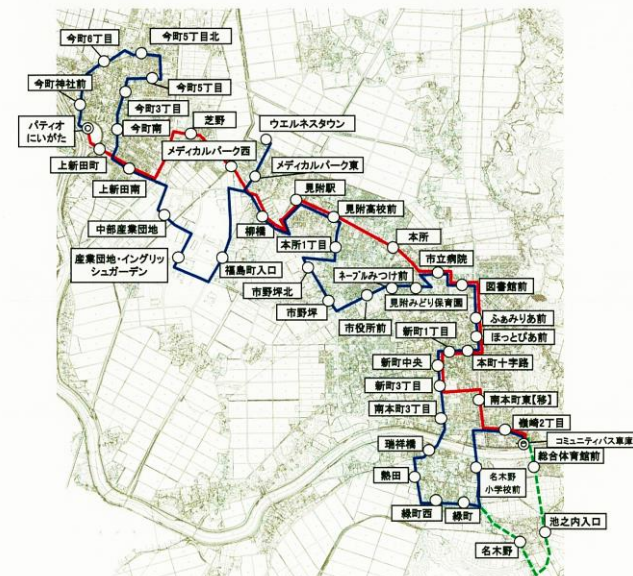 今町6丁目
今町5丁目北
今町神社前
今町5丁目
今町3丁目
芝野
ウエルネスタウン
パティオ
にいがた
今町南
メディカルパーク西
メディカルパーク東
上新田町
上新田南
見附駅
見附高校前
中部産業団地
柳橋
本所1丁目
本所
産業団地・イングリッ
シュガーデン
福島町入口
市立病院
ネーブルみつけ前
図書館前
市野坪北
見附みどり保育園
市野坪
市役所前
ふぁみりあ前
新町1丁目
ほっとぴあ前
新町中央
本町十字路
新町3丁目
南本町東【移】
南本町3丁目
嶺崎2丁目
コミュニティバス車庫
瑞祥橋
総合体育館前
熱田
名木野
小学校前
緑町西
緑町
池之内入口
名木野